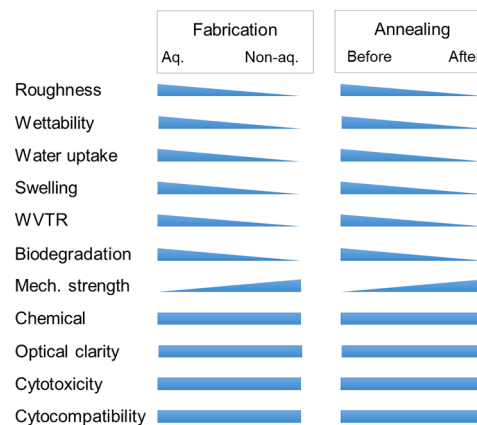 Fabrication
Annealing
Aq.
Non-aq.
Before
After
Roughness
Wettability
Water uptake
Swelling
WVTR
Biodegradation
Mech. strength
Chemical
Optical clarity
Cytotoxicity
Cytocompatibility